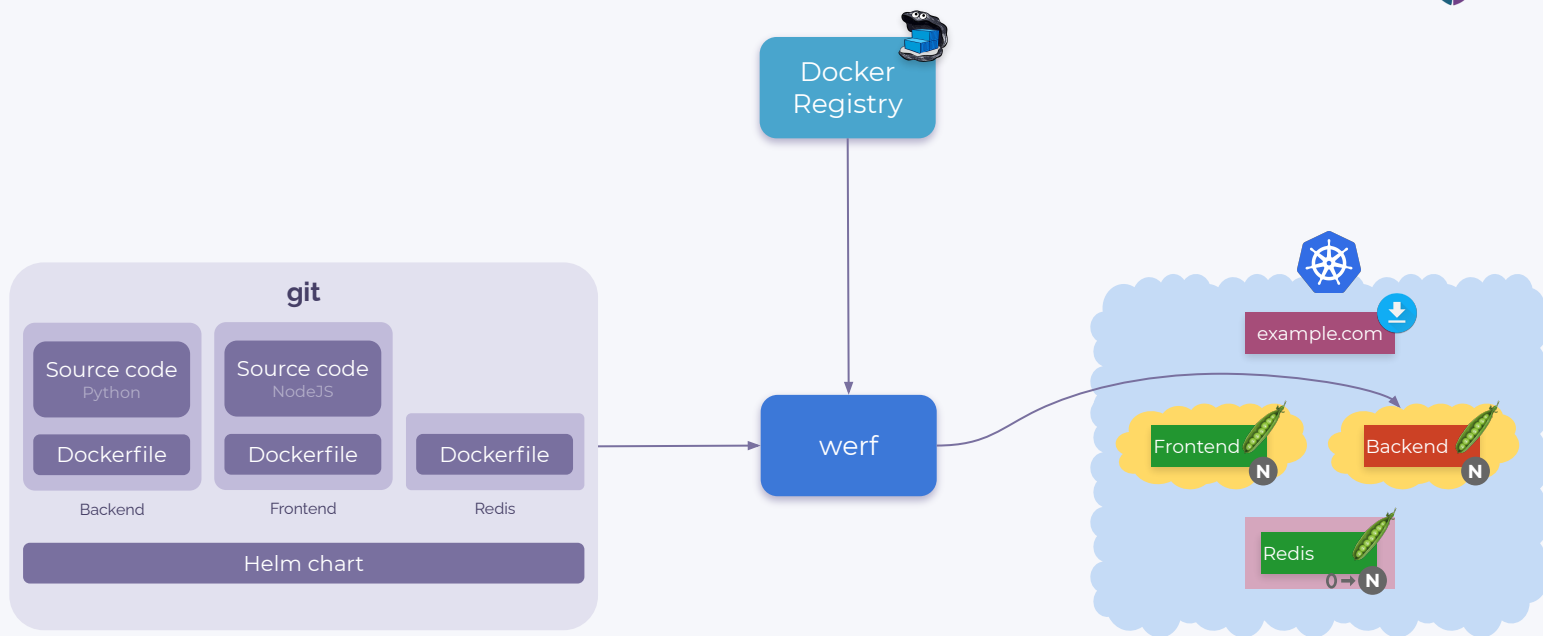 Docker
Registry
git
Source code
Python
Dockerfile
Backend
Source code
NodeJS
Dockerfile
Frontend
Dockerfile
Redis
Helm chart
werf
example.com
Frontend
N
Backend
N
Redis
0 → N